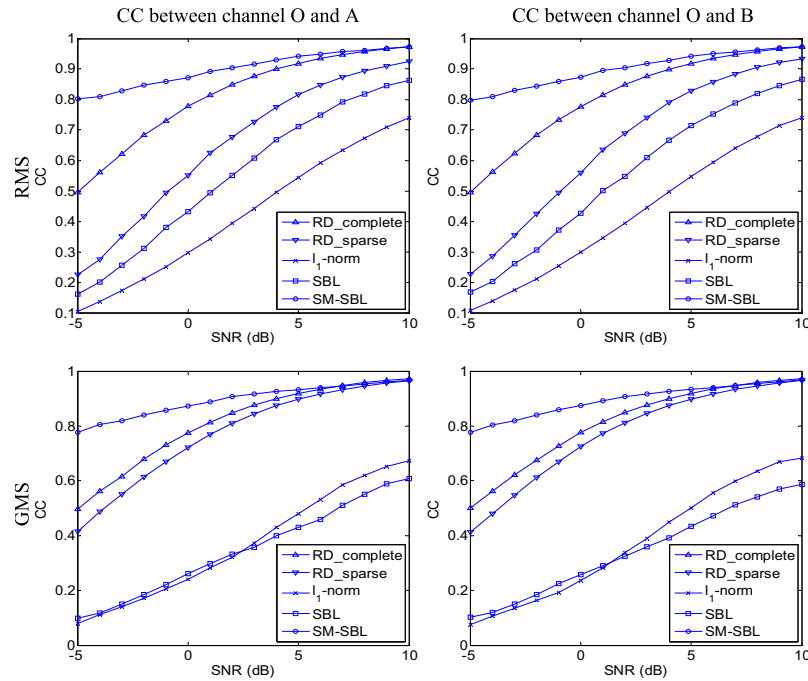 CC between channel O and A
CC between channel O and B
RMS
CC
1
0.9
0.8
0.7
0.6
0.5
0.4
0.3
0.2
0.1
-5
0
5
10
SNR (dB)
RD_complete
RD_sparse
l1-norm
SBL
SM-SBL
CC
1
0.9
0.8
0.7
0.6
0.5
0.4
0.3
0.2
0.1
-5
0
5
10
SNR (dB)
RD_complete
RD_sparse
l1-norm
SBL
SM-SBL
GMS
CC
1
0.8
0.6
0.4
0.2
0
-5
0
5
10
SNR (dB)
RD_complete
RD_sparse
l1-norm
SBL
SM-SBL
CC
1
0.8
0.6
0.4
0.2
0
-5
0
5
10
SNR (dB)
RD_complete
RD_sparse
l1-norm
SBL
SM-SBL